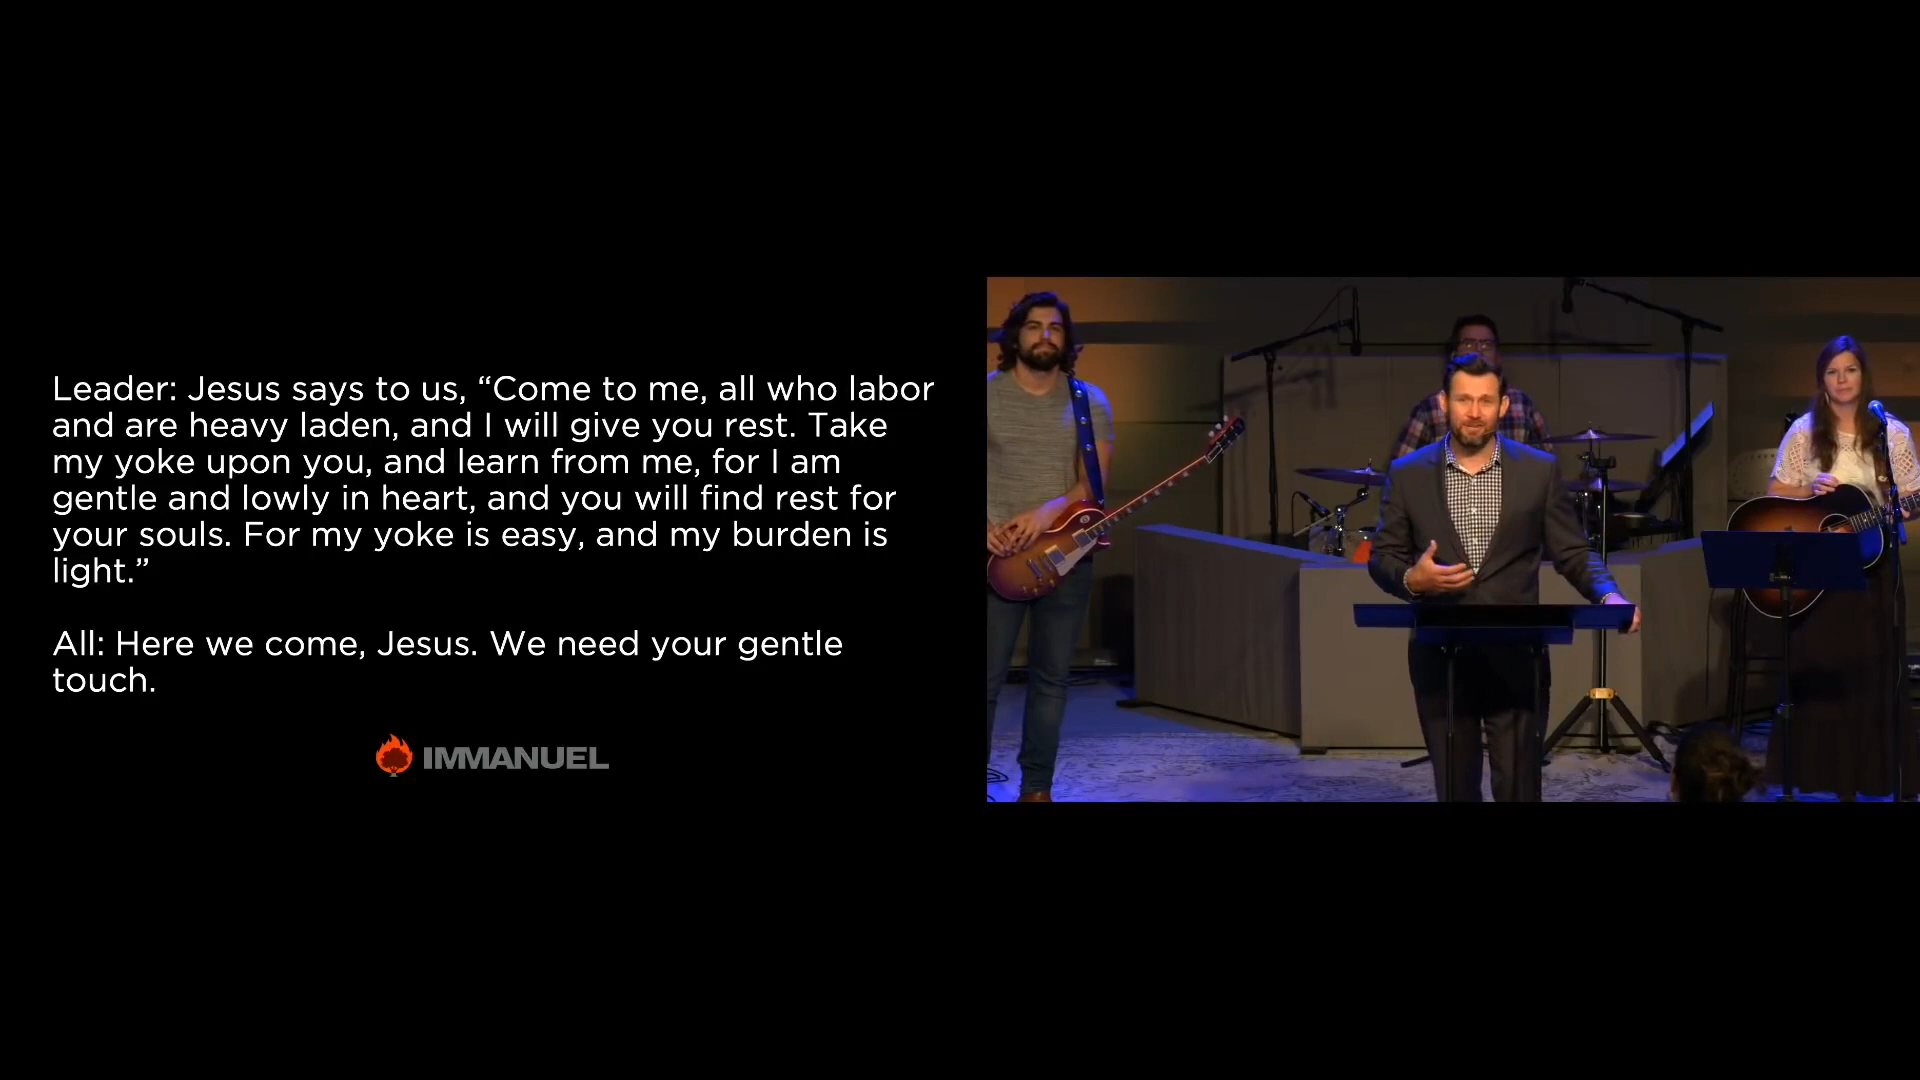 Leader: Jesus says to us, “Come to me, all who labor
and are heavy laden, and I will give you rest. Take
my yoke upon you, and learn from me, for I am
gentle and lowly in heart, and you will find rest for
your souls. For my yoke is easy, and my burden is
light.”
All: Here we come, Jesus. We need your gentle
touch.
IMMANUEL